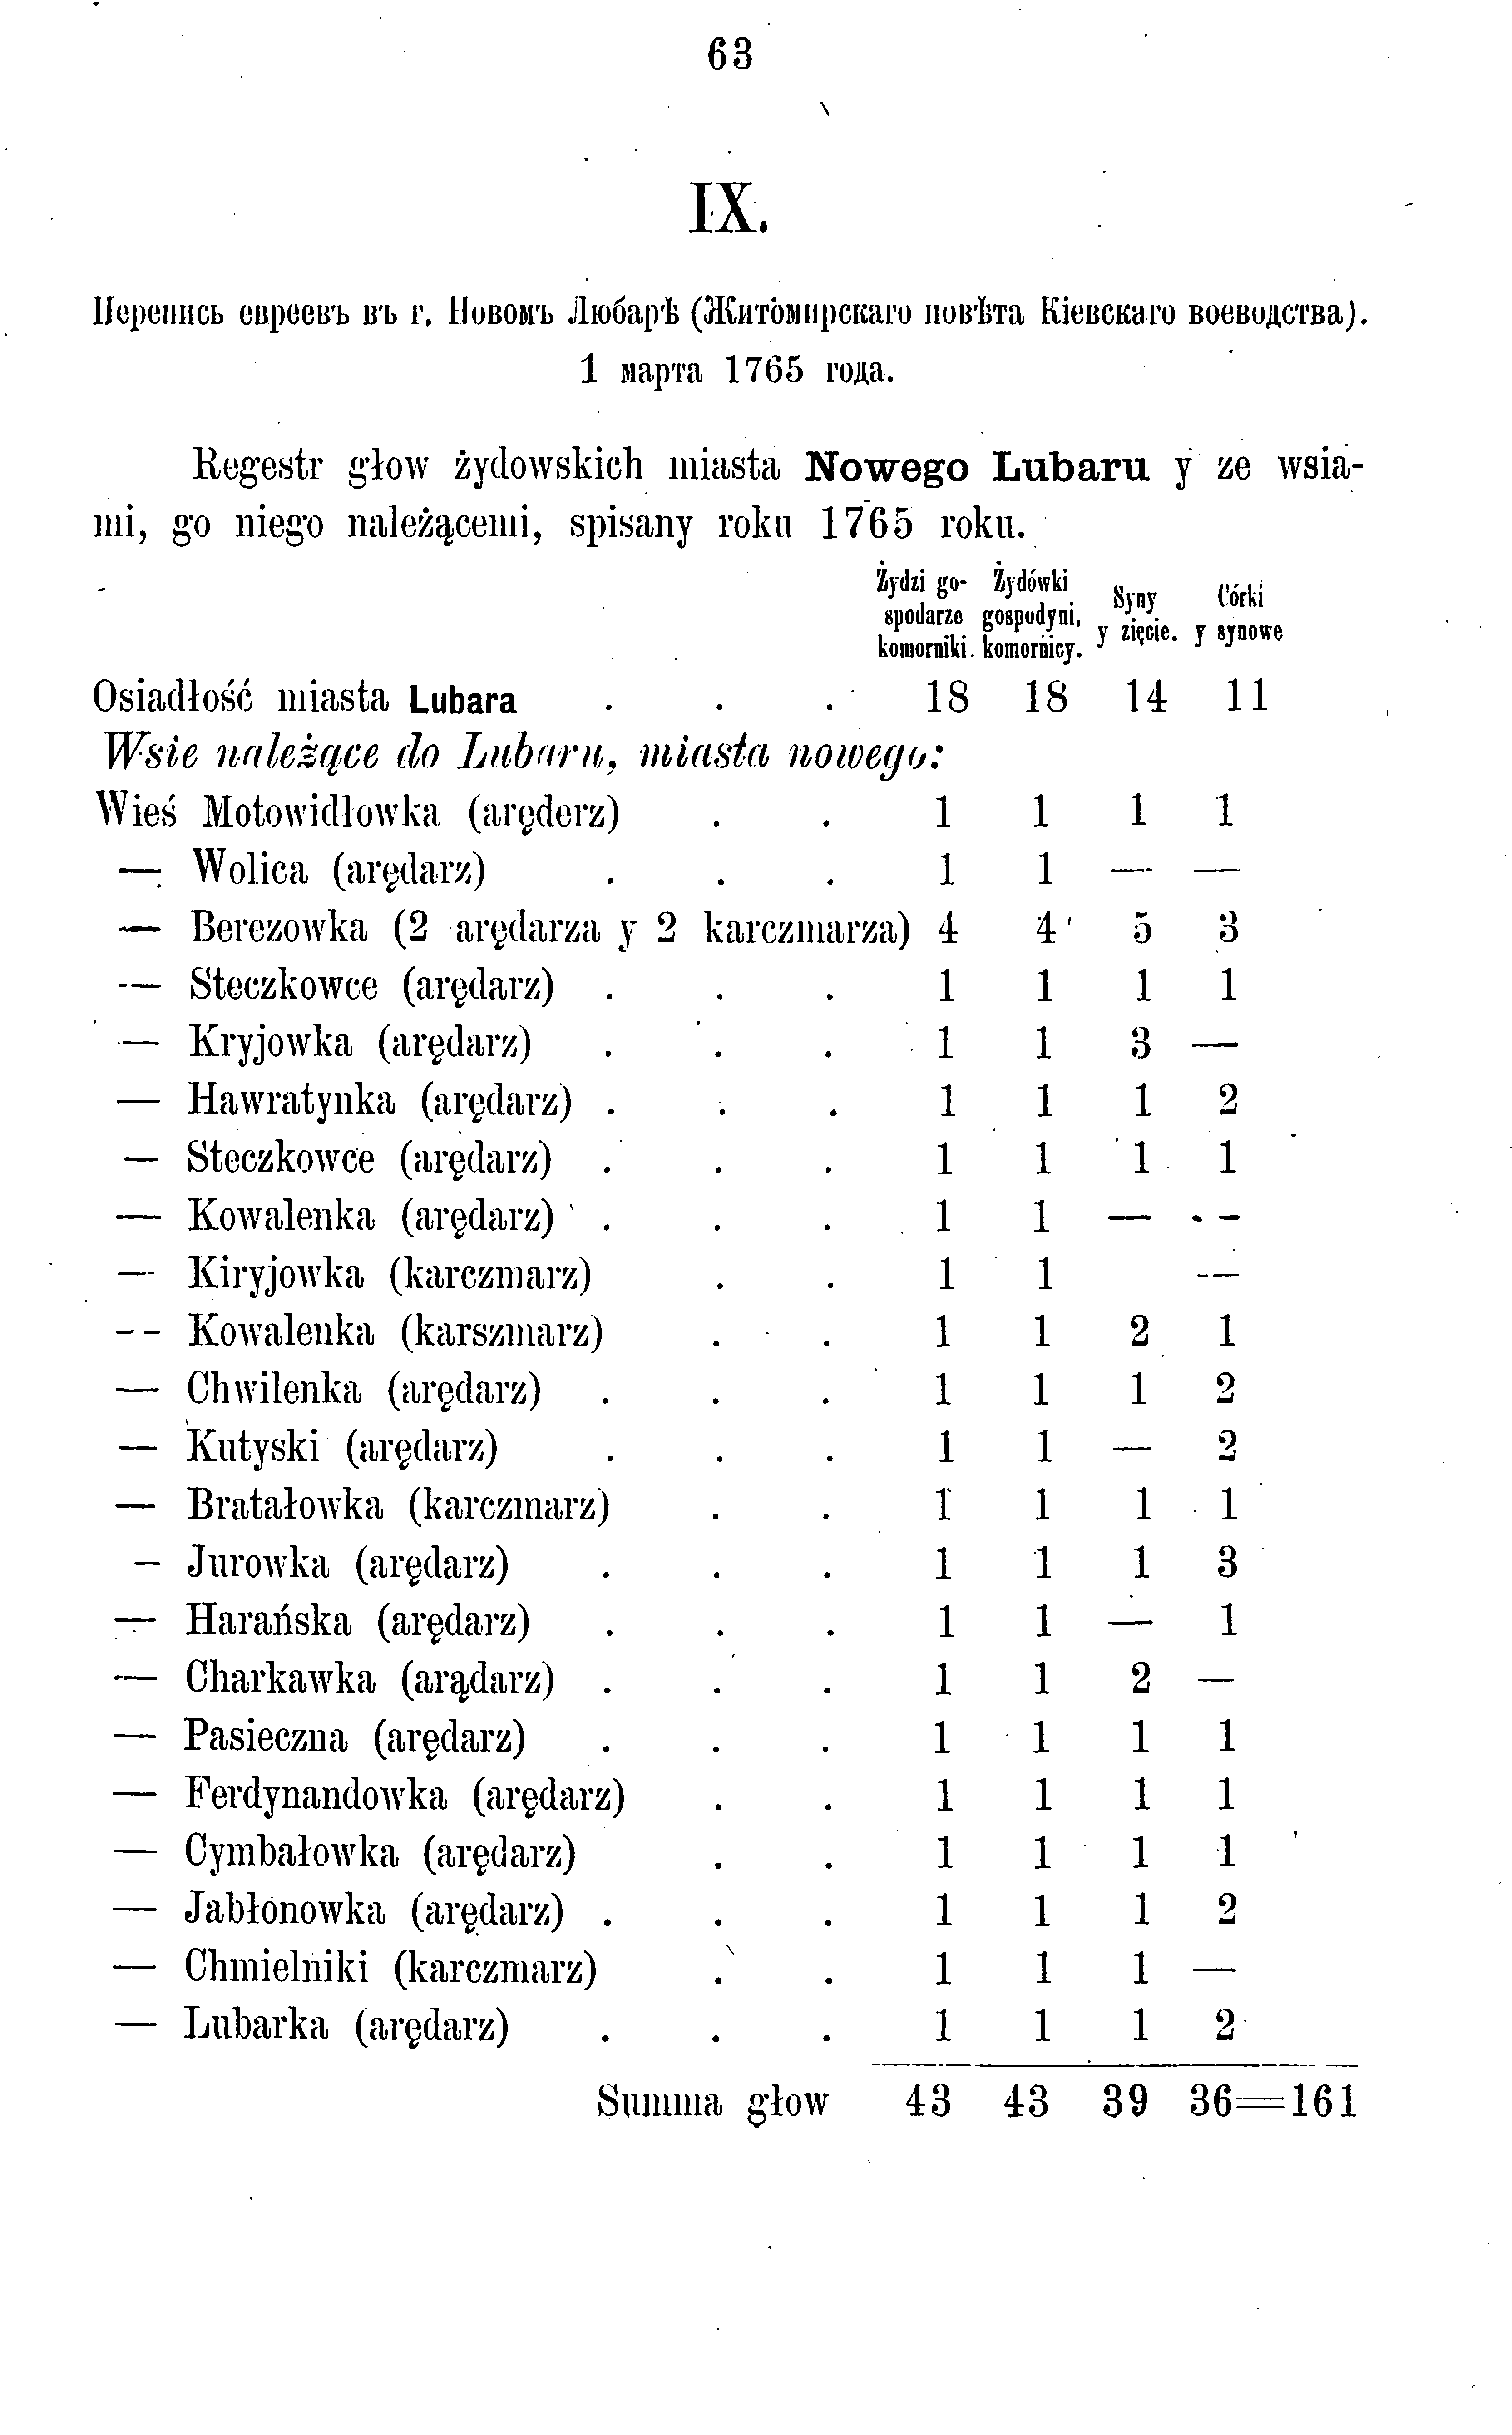 63
IX.
Перепись евреевъ въ г. Новомъ Любарѣ (Житомирскаго повѣта Кіевскаго воеводства).
1 марта 1765 года.
Regestr głow żydowskich miasta Nowego Lubaru y ze wsia-
mi, go niego należącemi, spisany roku 1765 roku.
Żydzi go- Żydówki Syny Córki
spodarze gospodyni, y zięcie. y synowe
komorniki. komornicy.
Osiadłość miasta Lubara . . . 18 18 14 11
Wsie należące do Lubaru, miasta nowego:
Wieś Motowidlowka (aręderz) . . 1 1 1 1
— Wolica (arędarz) . . . 1 1 — —
— Berezowka (2 arędarza y 2 karczmarza) 4 4 5 3
— Steczkowce (arędarz) . . . 1 1 1 1
— Kryjowka (arędarz) . . . 1 1 3 —
— Hawratynka (arędarz) . . . 1 1 1 2
— Steczkowce (arędarz) . . . 1 1 1 1
— Kowalenka (arędarz) . . . 1 1 — —
— Kiryjowka (karczmarz) . . 1 1 —
— Kowalenka (karszmarz) . . 1 1 2 1
— Chwilenka (arędarz) . . . 1 1 1 2
— Kutyski (arędarz) . . . 1 1 — 2
— Bratałowka (karczmarz) . . 1 1 1 1
— Jurowka (arędarz) . . . 1 1 1 3
— Harańska (arędarz) . . . 1 1 — 1
— Charkawka (arądarz) . . . 1 1 2 —
— Pasieczna (arędarz) . . . 1 1 1 1
— Ferdynandowka (arędarz) . . 1 1 1 1
— Cymbałowka (arędarz) . . 1 1 1 1
— Jabłonowka (arędarz) . . . 1 1 1 2
— Chmielniki (karczmarz) . . 1 1 1 —
— Lubarka (arędarz) . . . 1 1 1 2
Summa głow 43 43 39 36=161